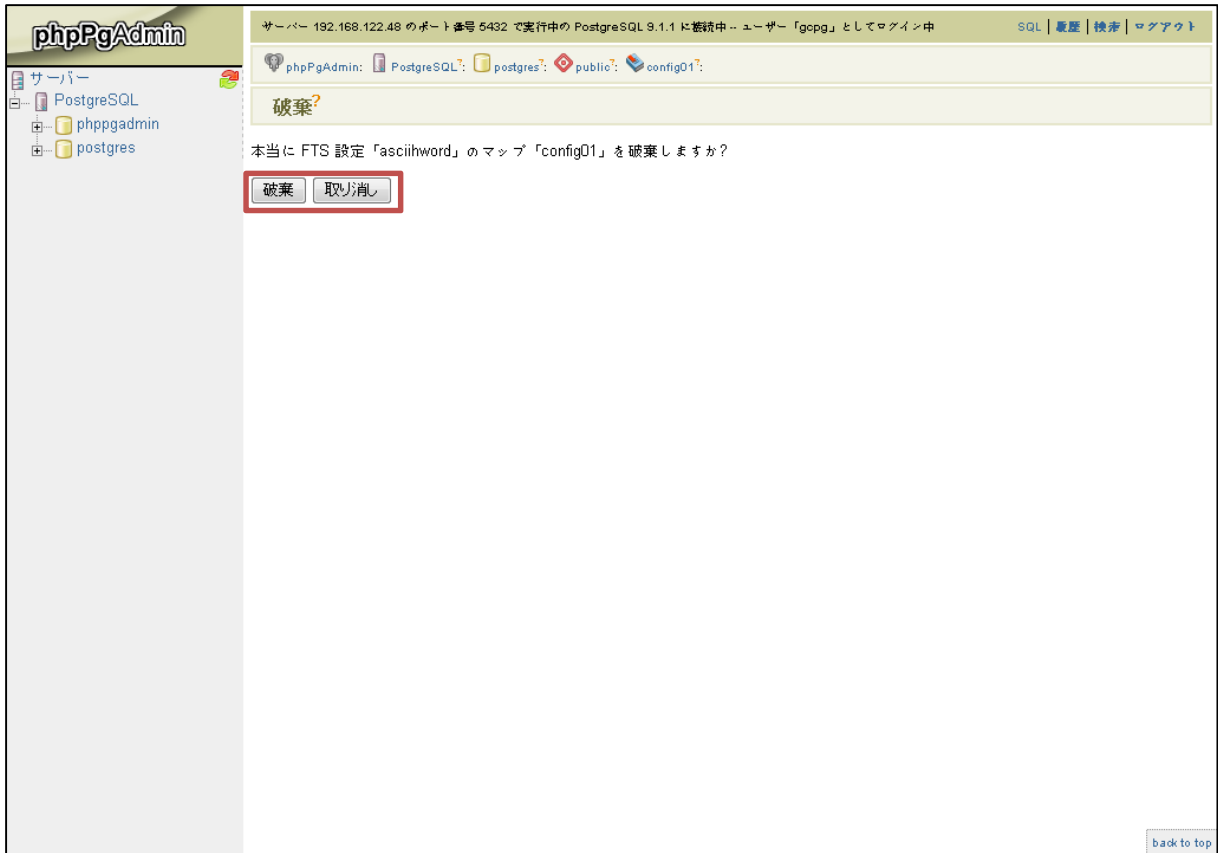 phpPgAdmin
サーバー
PostgreSQL
phppgadmin
postgres
サーバー 192.168.122.48 のポート番号 5432 で実行中の PostgreSQL 9.1.1 に接続中 -- ユーザー「gopg」としてログイン中
SQL | 履歴 | 検索 | ログアウト
phpPgAdmin: PostgreSQL?: postgres?: public?: config01?:
破棄?
本当に FTS 設定「asciihword」のマップ「config01」を破棄しますか?
破棄 取り消し
back to top